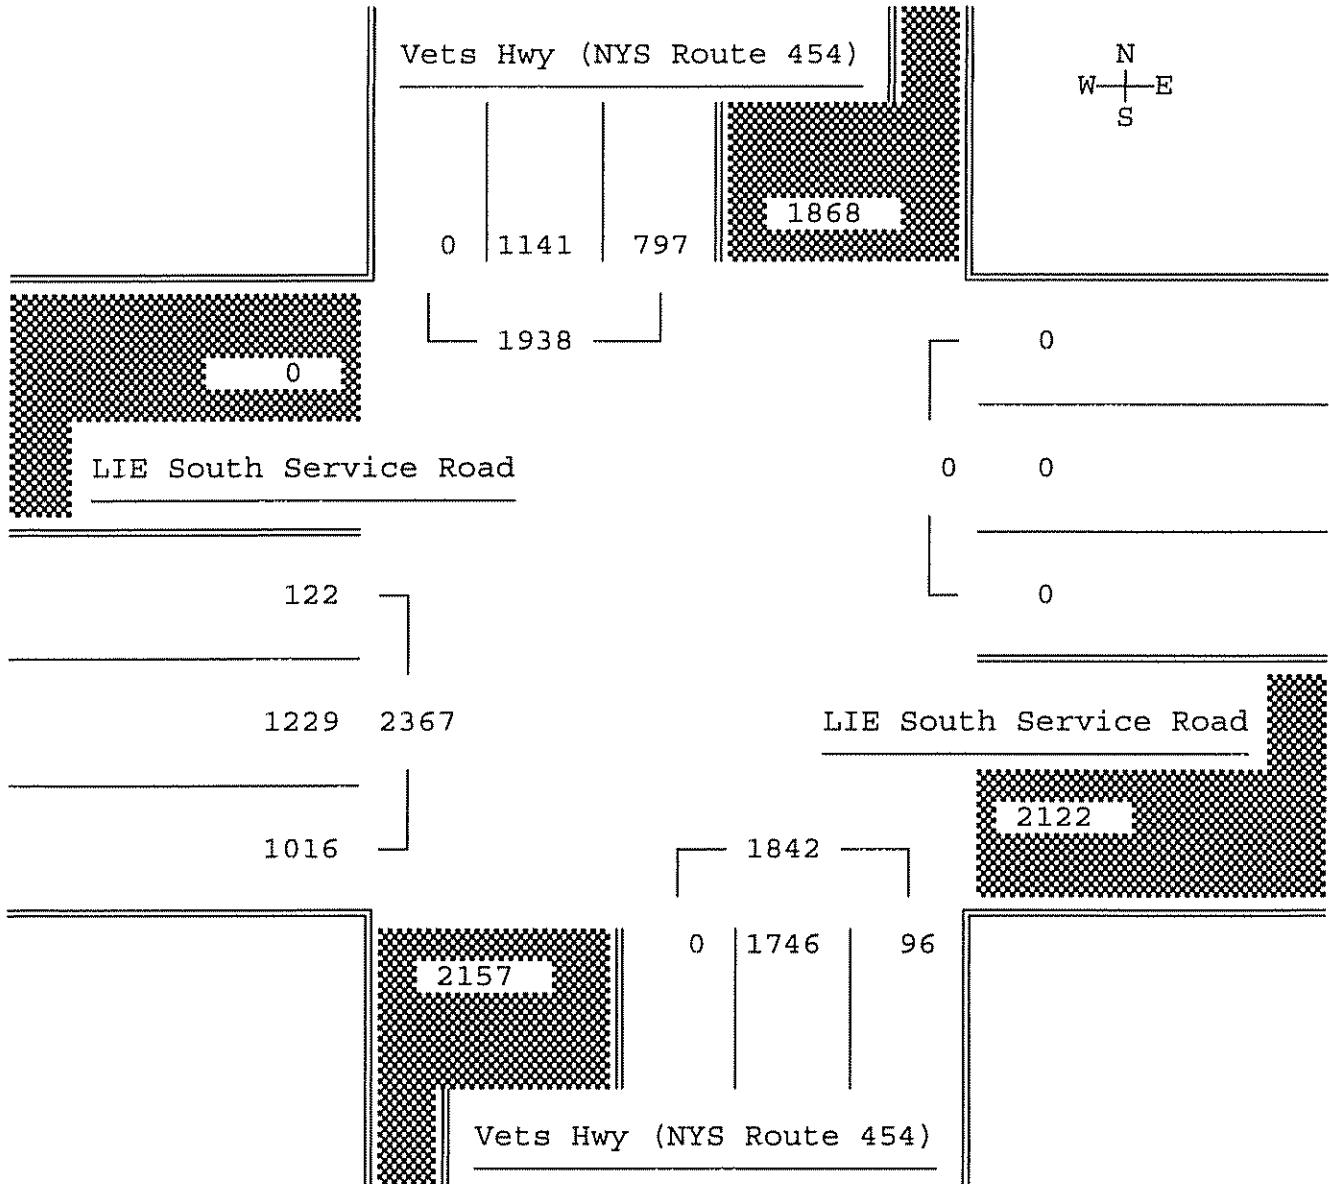 Vets Hwy (NYS Route 454)
N
W E
S
1868
0 1141 797
1938
0
0
LIE South Service Road
0 0
122
0
1229 2367
LIE South Service Road
2122
1016
1842
0 1746 96
2157
Vets Hwy (NYS Route 454)